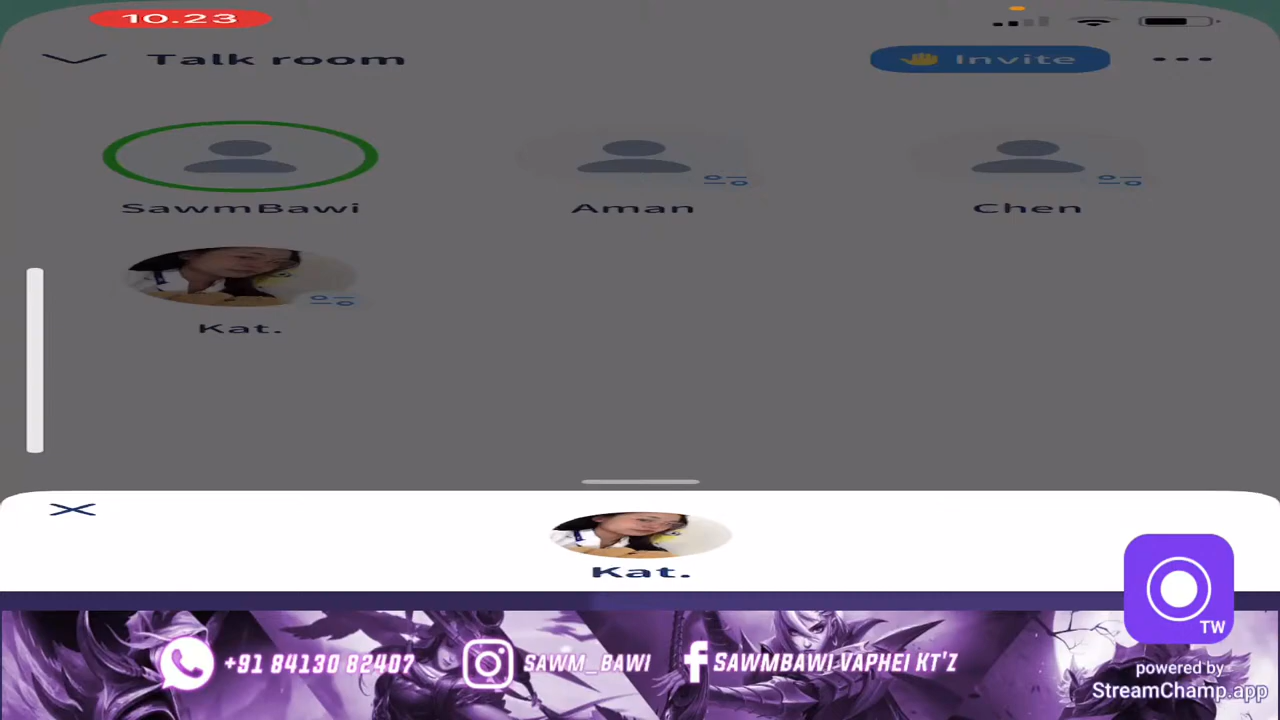 10.23
Talk room
Invite
SawmBawi
Aman
Chen
Kat.
Kat.
+91 84130 82407
SAWM_BAWI
SAWMBAWI VAPHEI KT'Z
TW
powered by
StreamChamp.app